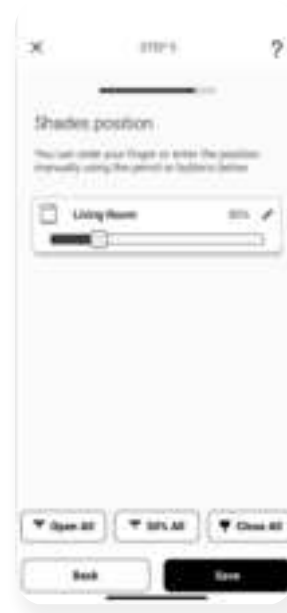 STEP 5
?
Shades position
You can slide your finger or enter the position
manually using the pencil or buttons below
Living Room
Open All
50% All
Close All
Back
Save